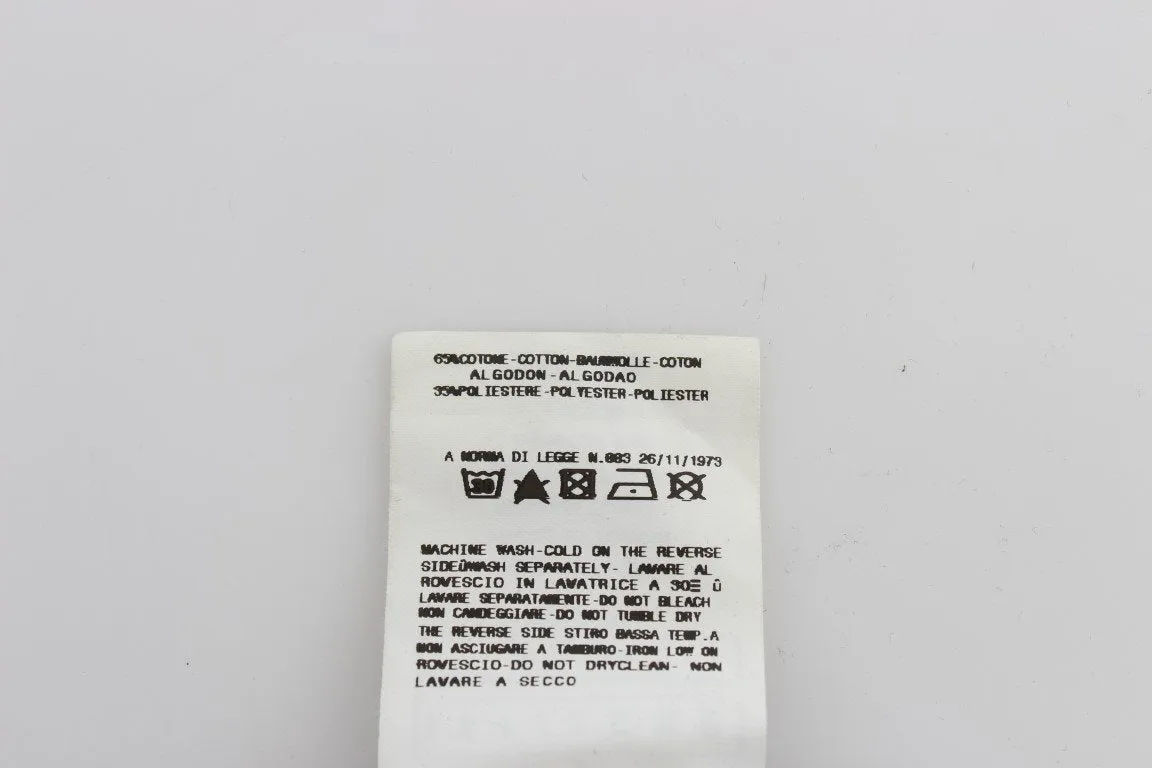 65%COTONE-COTTON-BAUMWOLLE-COTON
ALGODON-ALGODAO
35%POLIESTERE-POLYESTER-POLIESTER
A NORMA DI LEGGE N.883 26/11/1973
30
MACHINE WASH-COLD ON THE REVERSE
SIDEÛWASH SEPARATELY- LAVARE AL
ROVESCIO IN LAVATRICE A 30Ξ Û
LAVARE SEPARATAMENTE-DO NOT BLEACH
NON CANDEGGIARE-DO NOT TUMBLE DRY
THE REVERSE SIDE STIRO BASSA TEMP.A
NON ASCIUGARE A TAMBURO-IRON LOW ON
ROVESCIO-DO NOT DRYCLEAN- NON
LAVARE A SECCO